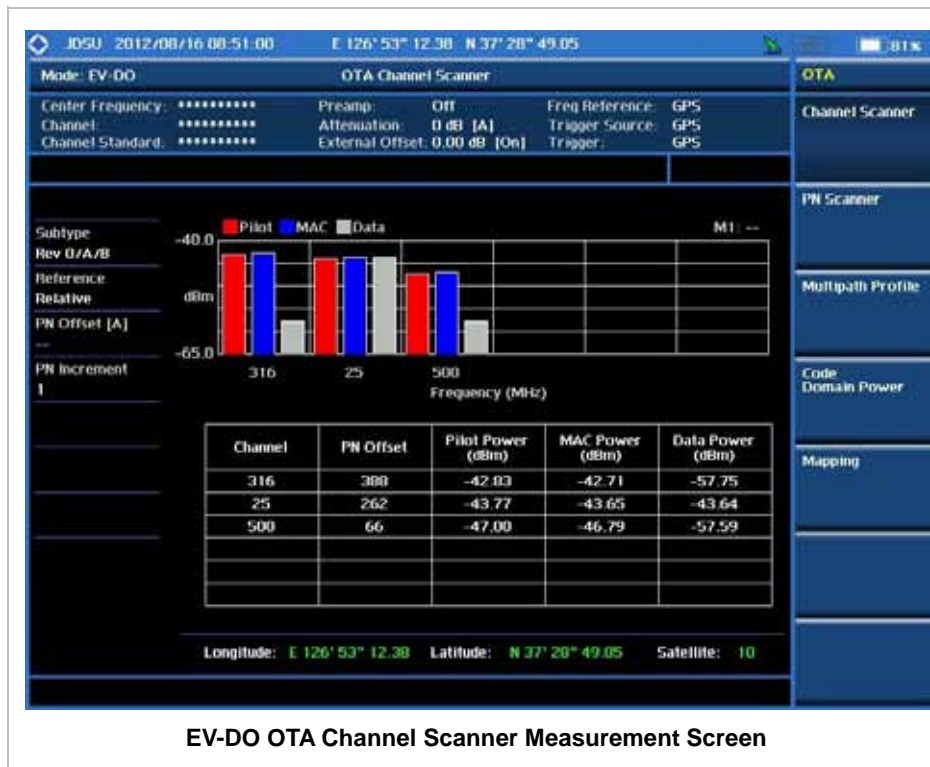 JDSU 2012/08/16 08:51:00 E 126' 53" 12.38 N 37' 28" 49.05 81%
Mode: EV-DO OTA Channel Scanner OTA
Center Frequency: ********** Preamp: Off Freq Reference: GPS
Channel: ********** Attenuation: 0 dB [A] Trigger Source: GPS
Channel Standard: ********** External Offset: 0.00 dB [On] Trigger: GPS
Channel Scanner
PN Scanner
Multipath Profile
Code
Domain Power
Mapping
Subtype
Rev 0/A/B
Reference
Relative
PN Offset [A]
--
PN Increment
1
Pilot MAC Data M1: --
-40.0
dBm
-65.0
316 25 500
Frequency (MHz)
Channel PN Offset Pilot Power (dBm) MAC Power (dBm) Data Power (dBm)
316 388 -42.83 -42.71 -57.75
25 262 -43.77 -43.65 -43.64
500 66 -47.00 -46.79 -57.59
Longitude: E 126' 53" 12.38 Latitude: N 37' 28" 49.05 Satellite: 10
EV-DO OTA Channel Scanner Measurement Screen